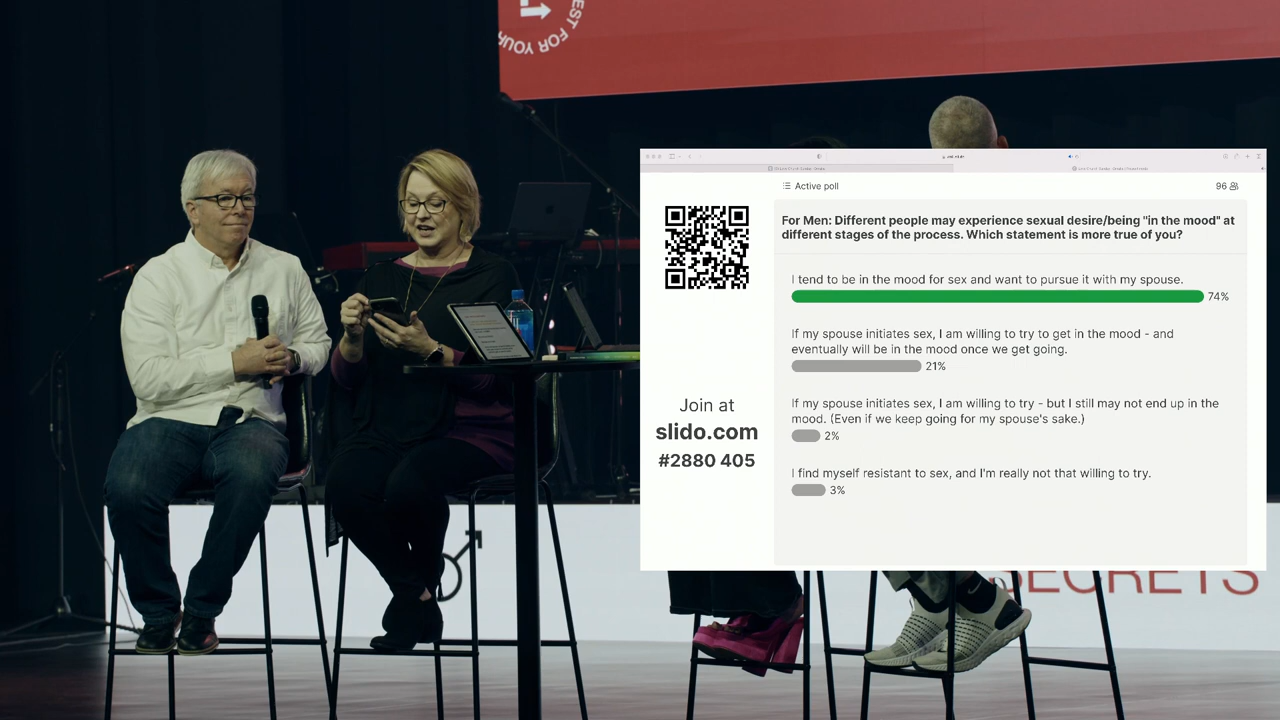 EST FOR YOUR
Active poll
96
For Men: Different people may experience sexual desire/being "in the mood" at
different stages of the process. Which statement is more true of you?
I tend to be in the mood for sex and want to pursue it with my spouse.
74%
If my spouse initiates sex, I am willing to try to get in the mood - and
eventually will be in the mood once we get going.
21%
If my spouse initiates sex, I am willing to try - but I still may not end up in the
mood. (Even if we keep going for my spouse's sake.)
2%
I find myself resistant to sex, and I'm really not that willing to try.
3%
Join at
slido.com
#2880 405
SECRETS